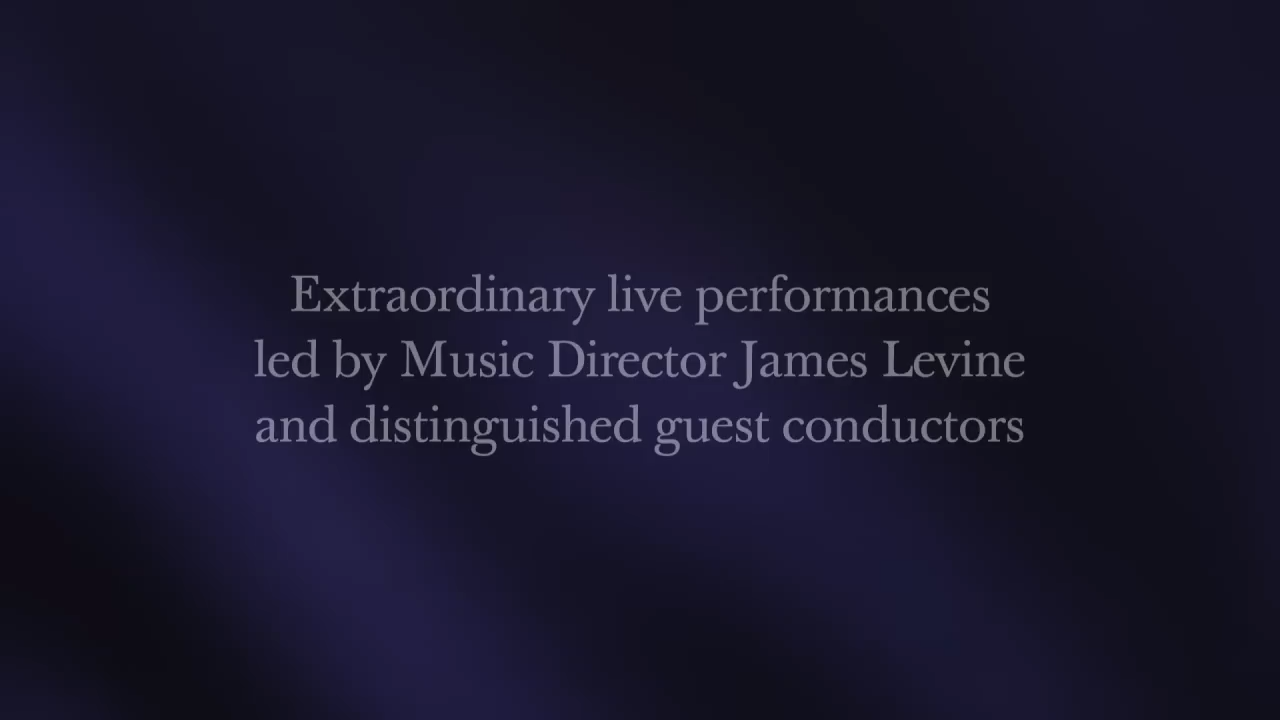 Extraordinary live performances
led by Music Director James Levine
and distinguished guest conductors